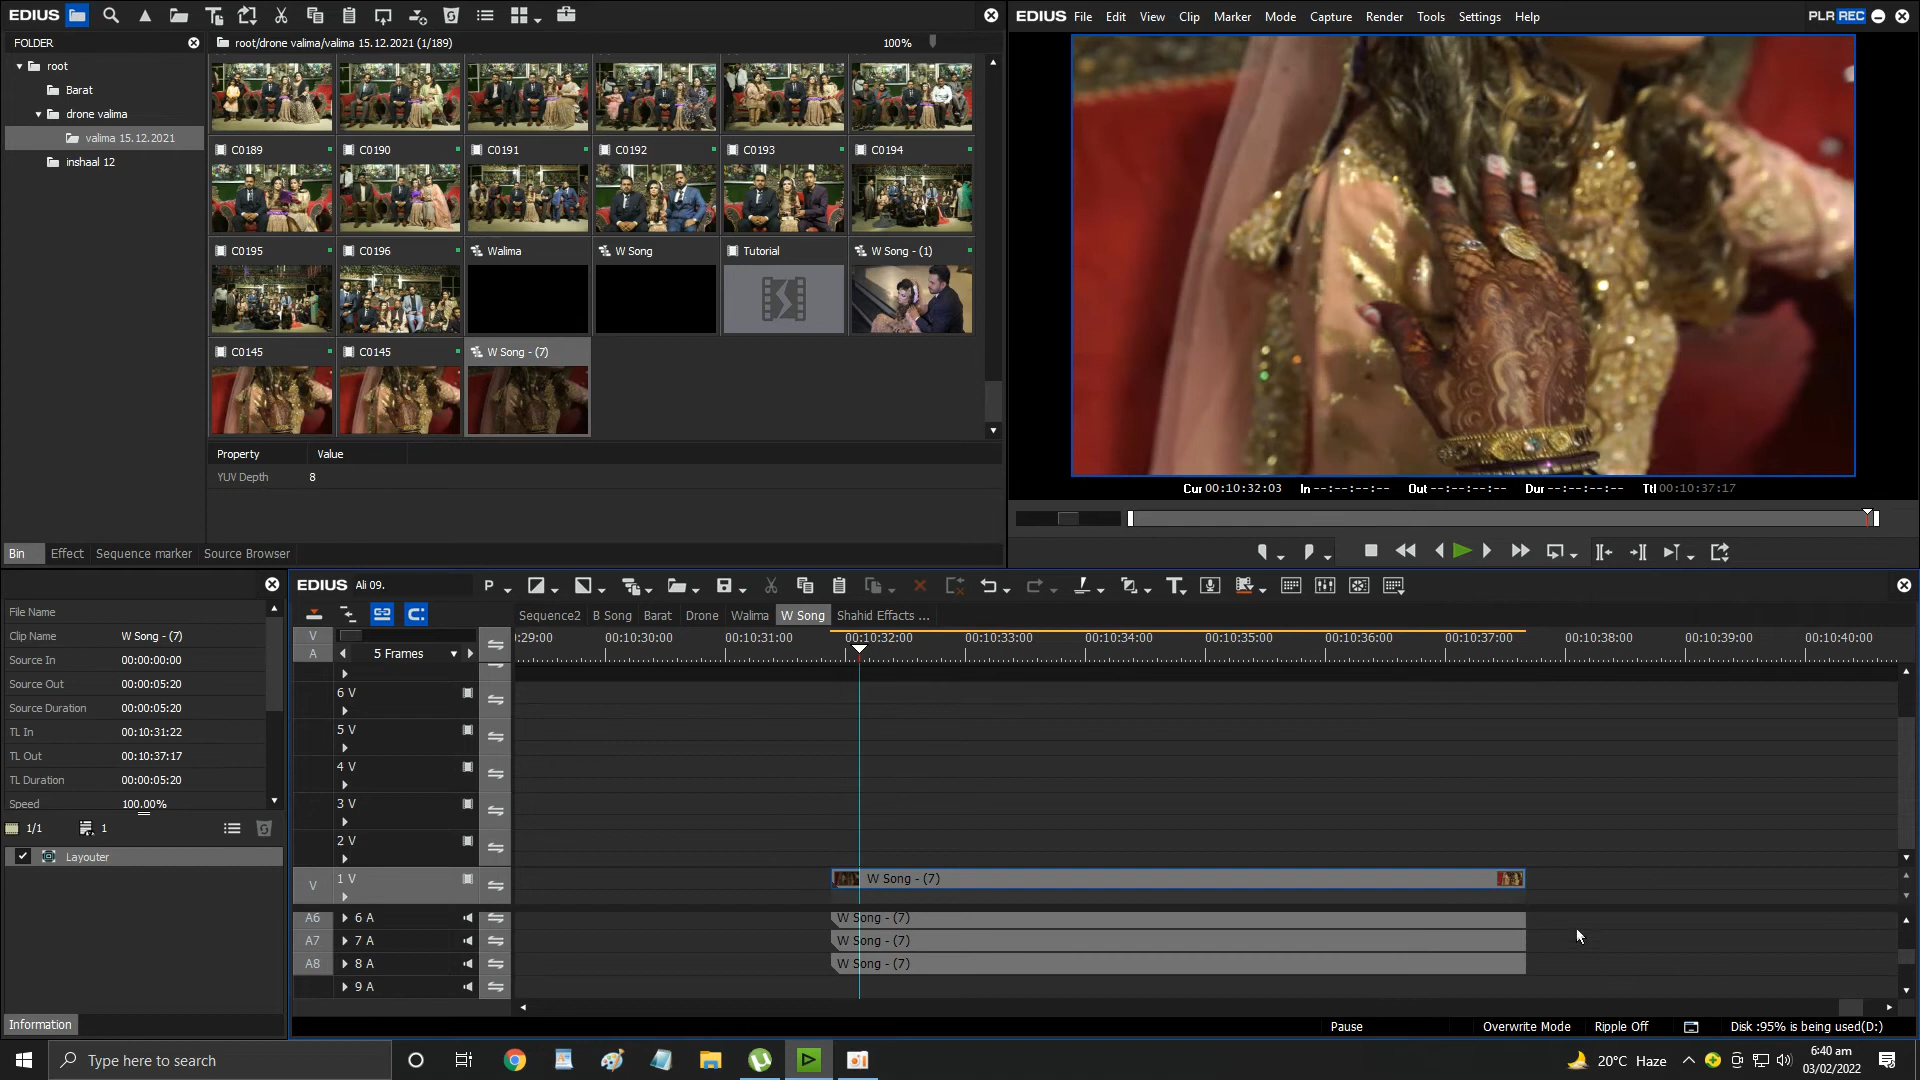 EDIUS
FOLDER
root/drone valima/valima 15.12.2021 (1/189)
100%
root
Barat
drone valima
valima 15.12.2021
inshaal 12
C0189 C0190 C0191 C0192 C0193 C0194
C0195 C0196 Walima W Song Tutorial W Song - (1)
C0145 C0145 W Song - (7)
Property Value
YUV Depth 8
Bin Effect Sequence marker Source Browser
EDIUS File Edit View Clip Marker Mode Capture Render Tools Settings Help
PLR REC
Cur 00:10:32:03 In --:--:--:-- Out --:--:--:-- Dur --:--:--:-- Ttl 00:10:37:17
File Name
Clip Name W Song - (7)
Source In 00:00:00:00
Source Out 00:00:05:20
Source Duration 00:00:05:20
TL In 00:10:31:22
TL Out 00:10:37:17
TL Duration 00:00:05:20
Speed 100.00%
1/1 1
Layouter
Information
EDIUS Ali 09. P
Sequence2 B Song Barat Drone Walima W Song Shahid Effacts ...
V
A
5 Frames
:29:00 00:10:30:00 00:10:31:00 00:10:32:00 00:10:33:00 00:10:34:00 00:10:35:00 00:10:36:00 00:10:37:00 00:10:38:00 00:10:39:00 00:10:40:00
6 V
5 V
4 V
3 V
2 V
V 1 V W Song - (7)
A6 6 A W Song - (7)
A7 7 A W Song - (7)
A8 8 A W Song - (7)
9 A
Pause Overwrite Mode Ripple Off Disk :95% is being used(D:)
Type here to search
20°C Haze
6:40 am
03/02/2022